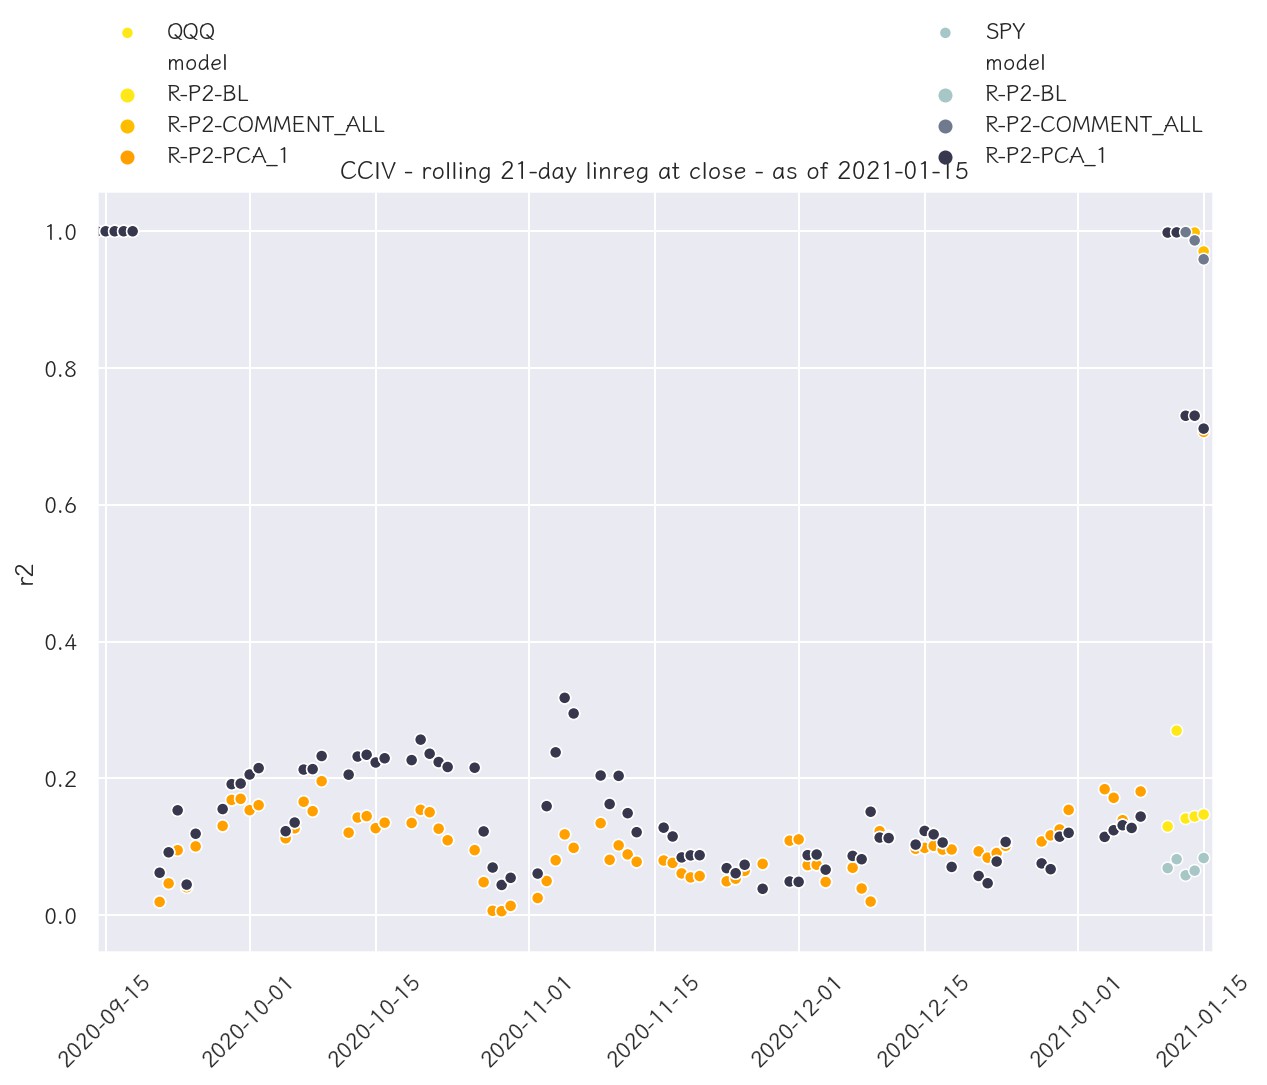 QQQ
model
R-P2-BL
R-P2-COMMENT_ALL
R-P2-PCA_1
SPY
model
R-P2-BL
R-P2-COMMENT_ALL
R-P2-PCA_1
CCIV - rolling 21-day linreg at close - as of 2021-01-15
r2
1.0
0.8
0.6
0.4
0.2
0.0
2020-09-15
2020-10-01
2020-10-15
2020-11-01
2020-11-15
2020-12-01
2020-12-15
2021-01-01
2021-01-15